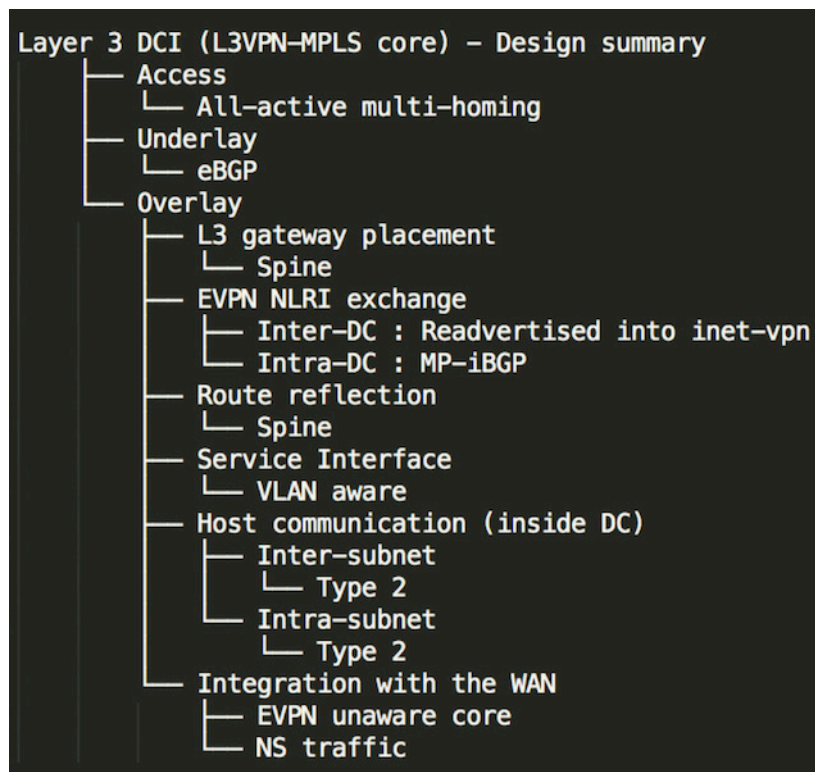 Layer 3 DCI (L3VPN-MPLS core) - Design summary
├── Access
└── All-active multi-homing
├── Underlay
└── eBGP
└── Overlay
├── L3 gateway placement
└── Spine
├── EVPN NLRI exchange
├── Inter-DC : Readvertised into inet-vpn
└── Intra-DC : MP-iBGP
├── Route reflection
└── Spine
├── Service Interface
└── VLAN aware
├── Host communication (inside DC)
├── Inter-subnet
└── Type 2
└── Intra-subnet
└── Type 2
└── Integration with the WAN
├── EVPN unaware core
└── NS traffic